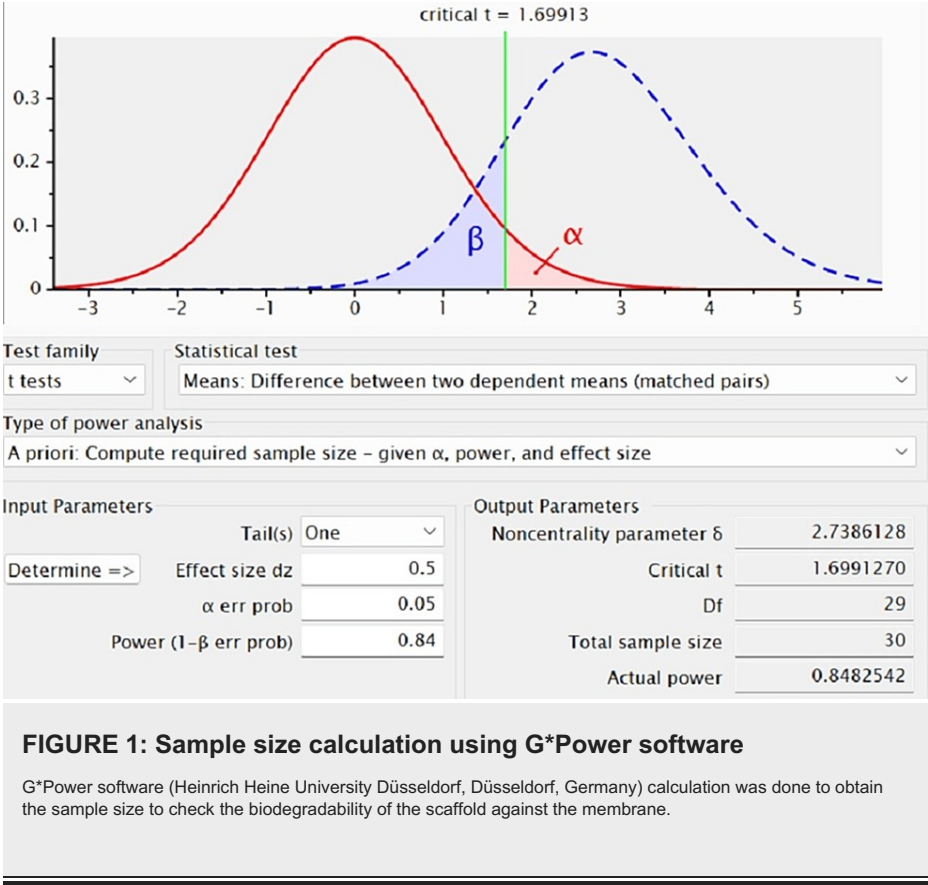 critical t = 1.69913
0.3
0.2
β
α
0.1
0
-3
-2
-1
0
1
2
3
4
5
Test family
Statistical test
t tests
Means: Difference between two dependent means (matched pairs)
Type of power analysis
A priori: Compute required sample size – given α, power, and effect size
Input Parameters
Output Parameters
Tail(s) One
Noncentrality parameter δ 2.7386128
Determine => Effect size dz 0.5
Critical t 1.6991270
α err prob 0.05
Df 29
Power (1-β err prob) 0.84
Total sample size 30
Actual power 0.8482542
FIGURE 1: Sample size calculation using G*Power software
G*Power software (Heinrich Heine University Düsseldorf, Düsseldorf, Germany) calculation was done to obtain
the sample size to check the biodegradability of the scaffold against the membrane.